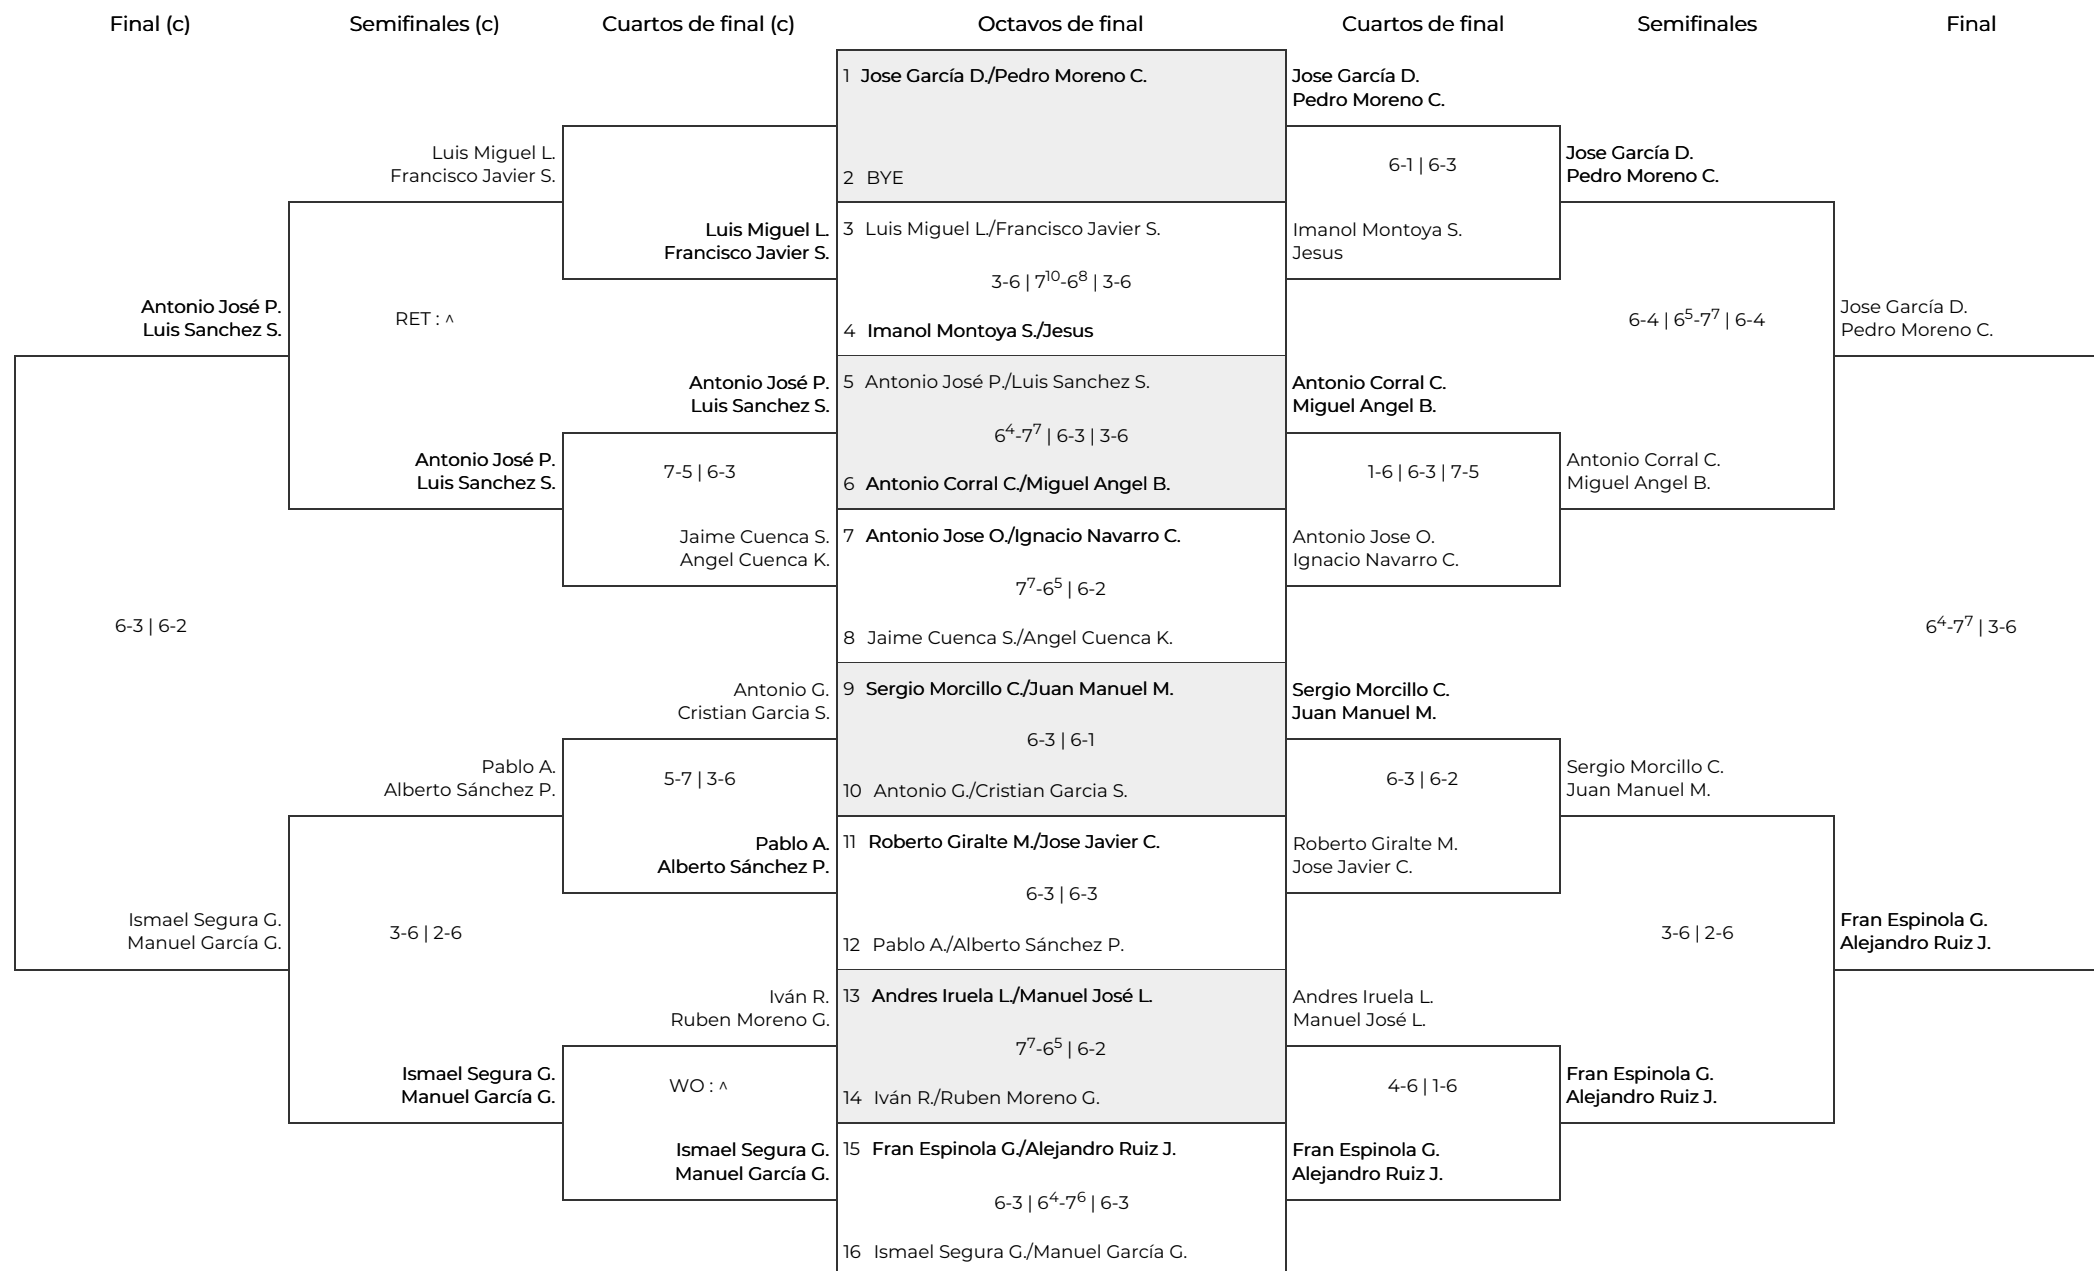 Final (c)
Semifinales (c)
Cuartos de final (c)
Octavos de final
Cuartos de final
Semifinales
Final
Antonio José P.
Luis Sanchez S.
6-3 | 6-2
Ismael Segura G.
Manuel García G.
Luis Miguel L.
Francisco Javier S.
RET : ^
Antonio José P.
Luis Sanchez S.
Pablo A.
Alberto Sánchez P.
3-6 | 2-6
Ismael Segura G.
Manuel García G.
Luis Miguel L.
Francisco Javier S.
Antonio José P.
Luis Sanchez S.
7-5 | 6-3
Jaime Cuenca S.
Angel Cuenca K.
Antonio G.
Cristian Garcia S.
5-7 | 3-6
Pablo A.
Alberto Sánchez P.
Iván R.
Ruben Moreno G.
WO : ^
Ismael Segura G.
Manuel García G.
1 Jose García D./Pedro Moreno C.
2 BYE
3 Luis Miguel L./Francisco Javier S.
3-6 | 7¹⁰-6⁸ | 3-6
4 Imanol Montoya S./Jesus
5 Antonio José P./Luis Sanchez S.
6⁴-7⁷ | 6-3 | 3-6
6 Antonio Corral C./Miguel Angel B.
7 Antonio Jose O./Ignacio Navarro C.
7⁷-6⁵ | 6-2
8 Jaime Cuenca S./Angel Cuenca K.
9 Sergio Morcillo C./Juan Manuel M.
6-3 | 6-1
10 Antonio G./Cristian Garcia S.
11 Roberto Giralte M./Jose Javier C.
6-3 | 6-3
12 Pablo A./Alberto Sánchez P.
13 Andres Iruela L./Manuel José L.
7⁷-6⁵ | 6-2
14 Iván R./Ruben Moreno G.
15 Fran Espinola G./Alejandro Ruiz J.
6-3 | 6⁴-7⁶ | 6-3
16 Ismael Segura G./Manuel García G.
Jose García D.
Pedro Moreno C.
6-1 | 6-3
Imanol Montoya S.
Jesus
Antonio Corral C.
Miguel Angel B.
1-6 | 6-3 | 7-5
Antonio Jose O.
Ignacio Navarro C.
Sergio Morcillo C.
Juan Manuel M.
6-3 | 6-2
Roberto Giralte M.
Jose Javier C.
Andres Iruela L.
Manuel José L.
4-6 | 1-6
Fran Espinola G.
Alejandro Ruiz J.
Jose García D.
Pedro Moreno C.
6-4 | 6⁵-7⁷ | 6-4
Antonio Corral C.
Miguel Angel B.
Sergio Morcillo C.
Juan Manuel M.
3-6 | 2-6
Fran Espinola G.
Alejandro Ruiz J.
Jose García D.
Pedro Moreno C.
6⁴-7⁷ | 3-6
Fran Espinola G.
Alejandro Ruiz J.